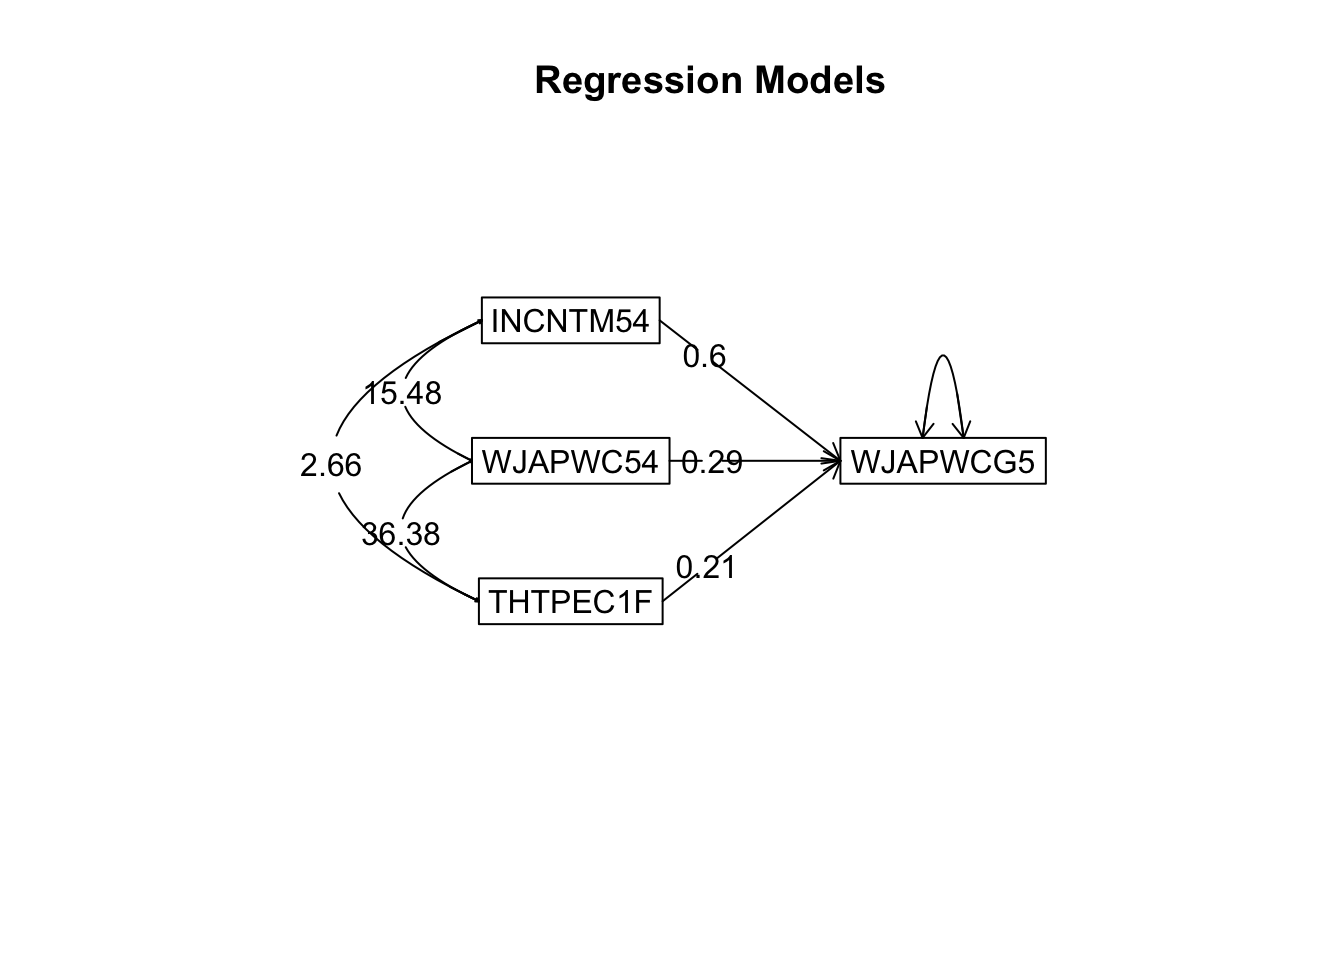 Regression Models
INCNTM54
0.6
15.48
2.66
WJAPWC54
0.29
WJAPWCG5
36.38
0.21
THTPEC1F